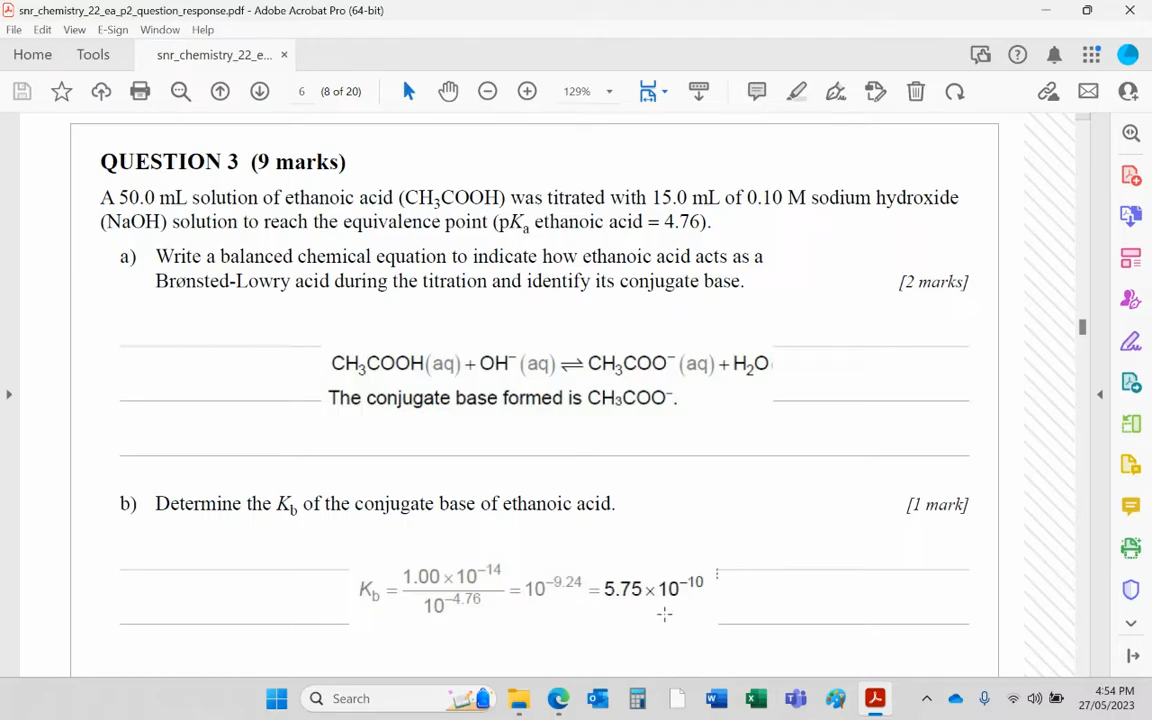 snr_chemistry_22_ea_p2_question_response.pdf - Adobe Acrobat Pro (64-bit)
File Edit View E-Sign Window Help
Home Tools snr_chemistry_22_e... ×
6 (8 of 20) 129%
QUESTION 3 (9 marks)
A 50.0 mL solution of ethanoic acid (CH₃COOH) was titrated with 15.0 mL of 0.10 M sodium hydroxide
(NaOH) solution to reach the equivalence point (pKₐ ethanoic acid = 4.76).
a) Write a balanced chemical equation to indicate how ethanoic acid acts as a
Brønsted-Lowry acid during the titration and identify its conjugate base. [2 marks]
CH₃COOH(aq) + OH⁻(aq) ⇌ CH₃COO⁻(aq) + H₂O
The conjugate base formed is CH₃COO⁻.
b) Determine the K_b of the conjugate base of ethanoic acid. [1 mark]
K_b = 1.00 × 10⁻¹⁴ / 10⁻⁴·⁷⁶ = 10⁻⁹·²⁴ = 5.75 × 10⁻¹⁰
Search
4:54 PM
27/05/2023